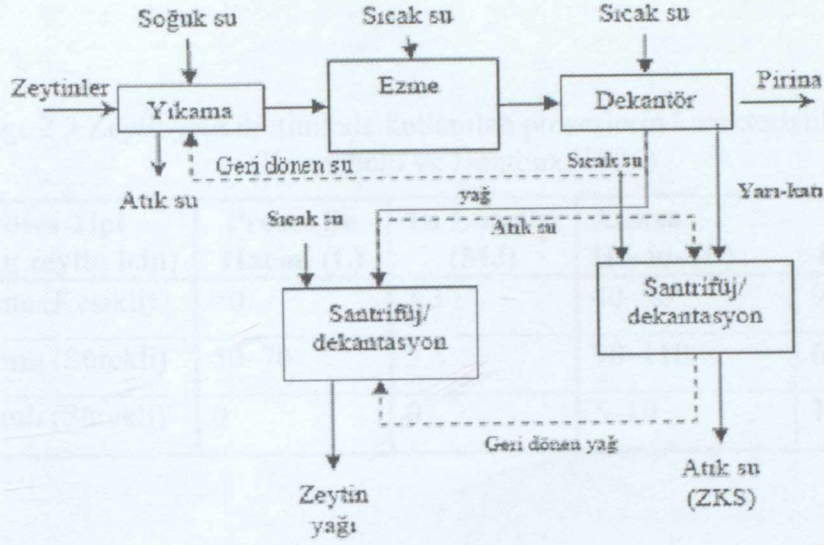 Soğuk su
Sıcak su
Sıcak su
Zeytinler
Yıkama
Ezme
Dekantör
Pirina
Geri dönen su
Sıcak su
Atık su
yağ
Yarı-katı
Sıcak su
Atık su
Santrifüj/
dekantasyon
Santrifüj/
dekantasyon
Geri dönen yağ
Zeytin
yağı
Atık su
(ZKS)